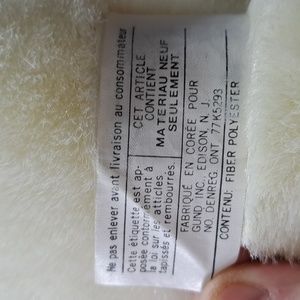 Ne pas enlever avant livraison au consommateur
CET ARTICLE
CONTIENT
MATERIAU NEUF
SEULEMENT
Cette étiquette est ap-
posée conformément à
la loi sur les articles
tapissés et rembourrés.
FABRIQUÉ EN CORÉE POUR
GUND INC, EDISON, N. J.
NO DENREG. ONT 77K5293
CONTENU: FIBER POLYESTER